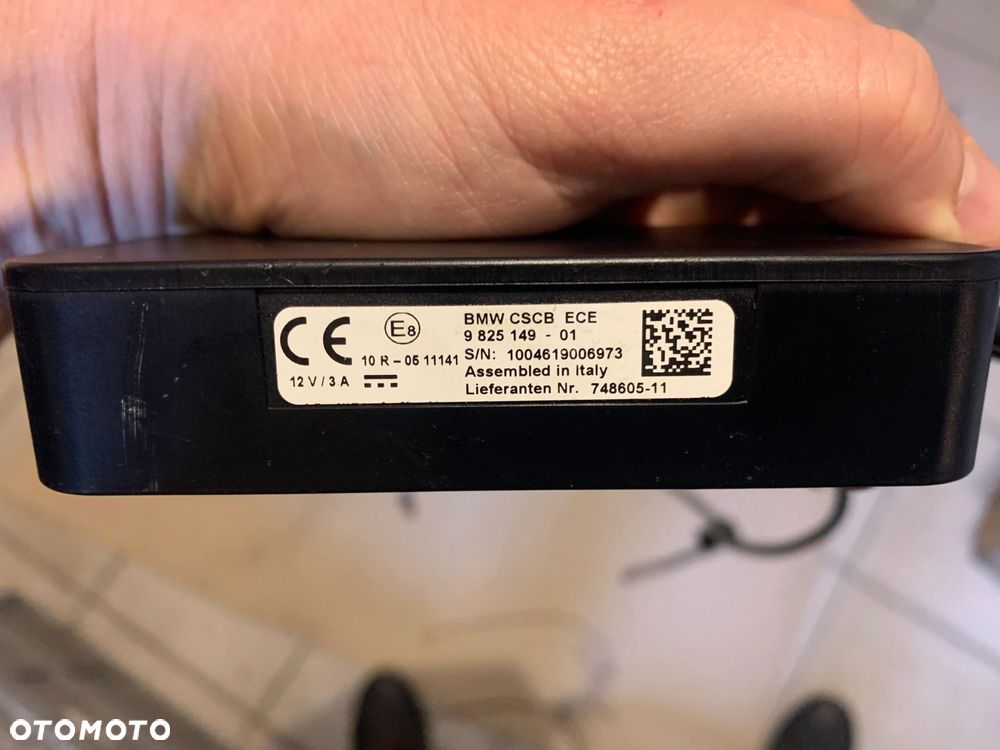 CE
E8
10 R - 05 11141
12 V / 3 A
BMW CSCB ECE
9 825 149 - 01
S/N: 1004619006973
Assembled in Italy
Lieferanten Nr. 748605-11
OTOMOTO